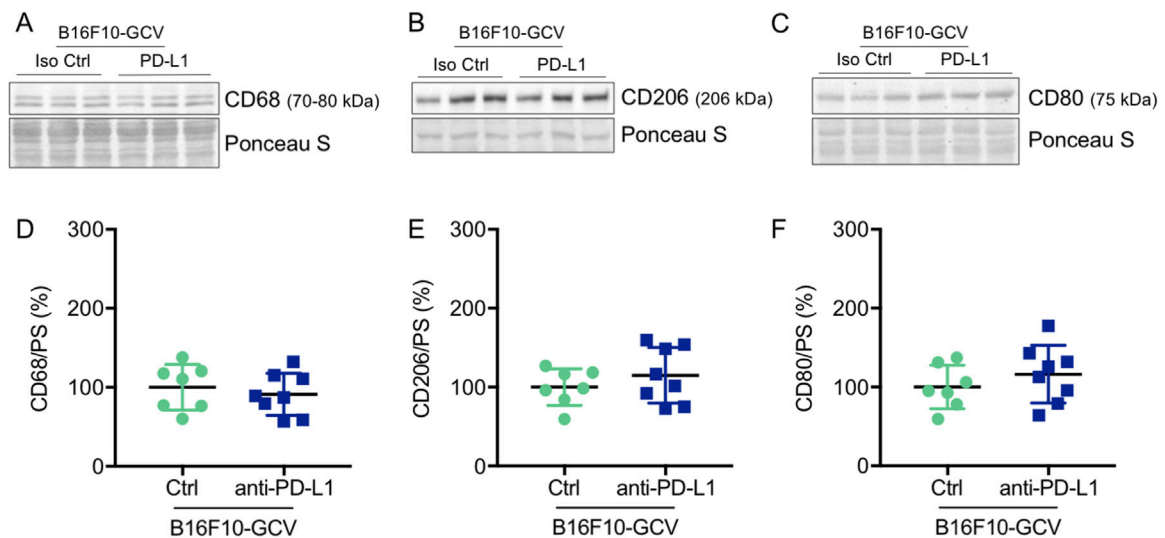 A
B16F10-GCV
Iso Ctrl PD-L1
CD68 (70-80 kDa)
Ponceau S
B
B16F10-GCV
Iso Ctrl PD-L1
CD206 (206 kDa)
Ponceau S
C
B16F10-GCV
Iso Ctrl PD-L1
CD80 (75 kDa)
Ponceau S
D
300
200
100
0
CD68/PS (%)
Ctrl anti-PD-L1
B16F10-GCV
E
300
200
100
0
CD206/PS (%)
Ctrl anti-PD-L1
B16F10-GCV
F
300
200
100
0
CD80/PS (%)
Ctrl anti-PD-L1
B16F10-GCV